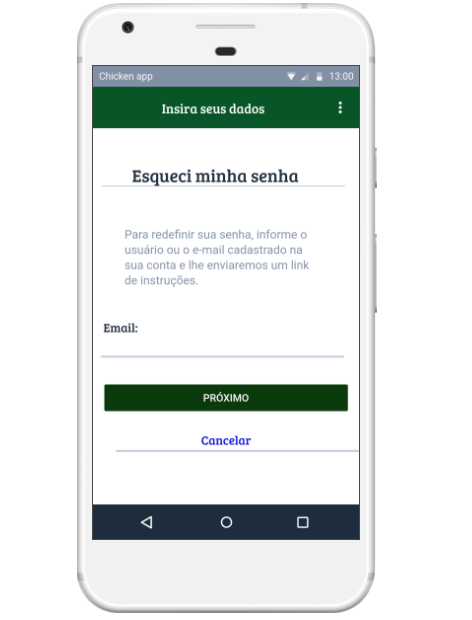 Chicken app 13:00
Insira seus dados
Esqueci minha senha
Para redefinir sua senha, informe o
usuário ou o e-mail cadastrado na
sua conta e lhe enviaremos um link
de instruções.
Email:
PRÓXIMO
Cancelar